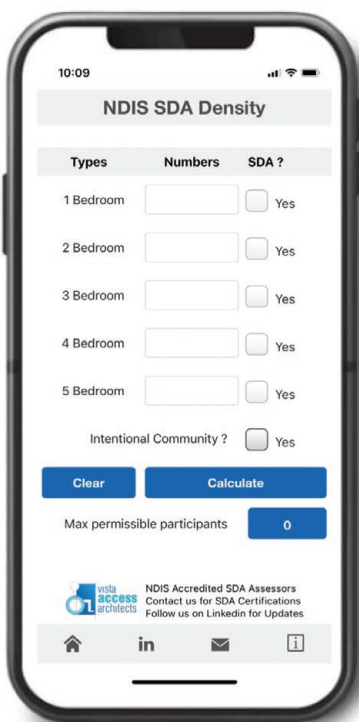 10:09
NDIS SDA Density
Types Numbers SDA ?
1 Bedroom Yes
2 Bedroom Yes
3 Bedroom Yes
4 Bedroom Yes
5 Bedroom Yes
Intentional Community ? Yes
Clear Calculate
Max permissible participants 0
vista
access
architects
NDIS Accredited SDA Assessors
Contact us for SDA Certifications
Follow us on Linkedin for Updates
in i